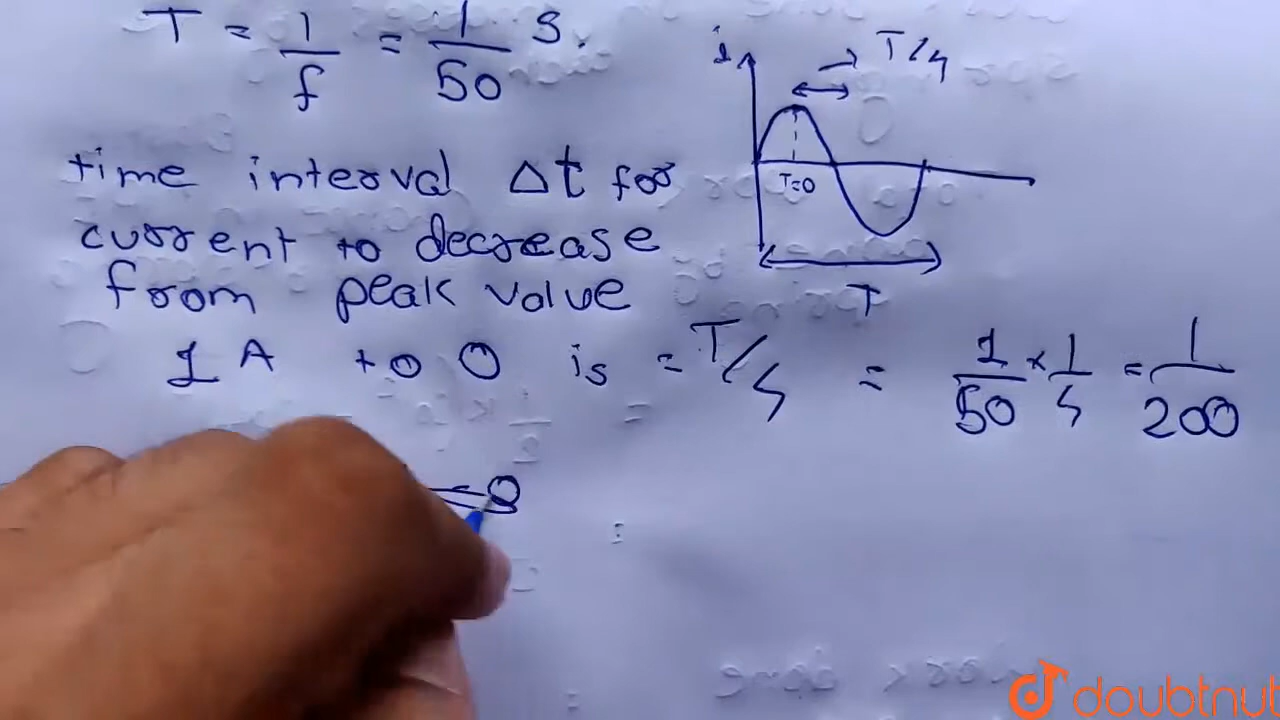 T = 1/f = 1/50 S.
i
T/4
T=0
T
time interval Δt for
current to decrease
from peak value
1 A to 0 is = T/4 = 1/50 × 1/4 = 1/200
doubtnut